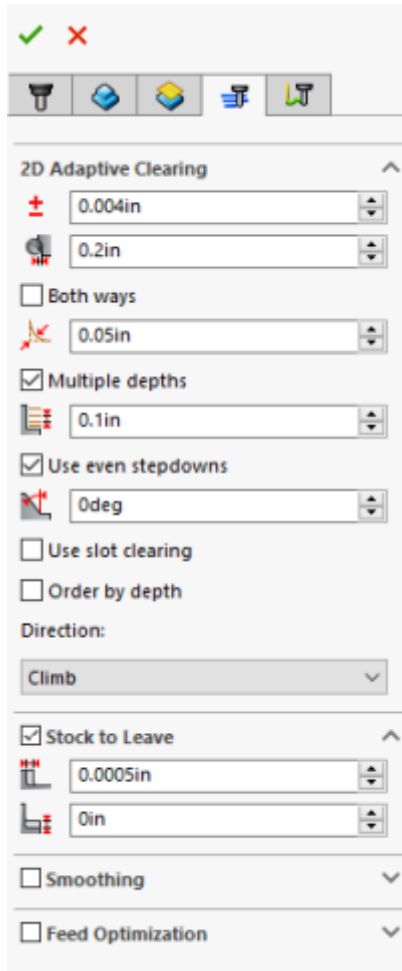 2D Adaptive Clearing
0.004in
0.2in
Both ways
0.05in
Multiple depths
0.1in
Use even stepdowns
0deg
Use slot clearing
Order by depth
Direction:
Climb
Stock to Leave
0.0005in
0in
Smoothing
Feed Optimization